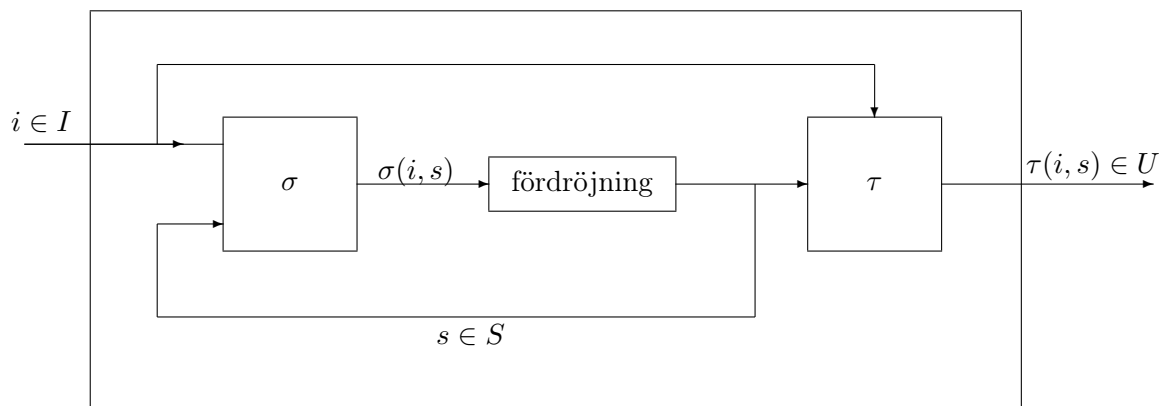 i ∈ I
σ
σ(i, s)
fördröjning
τ
τ(i, s) ∈ U
s ∈ S